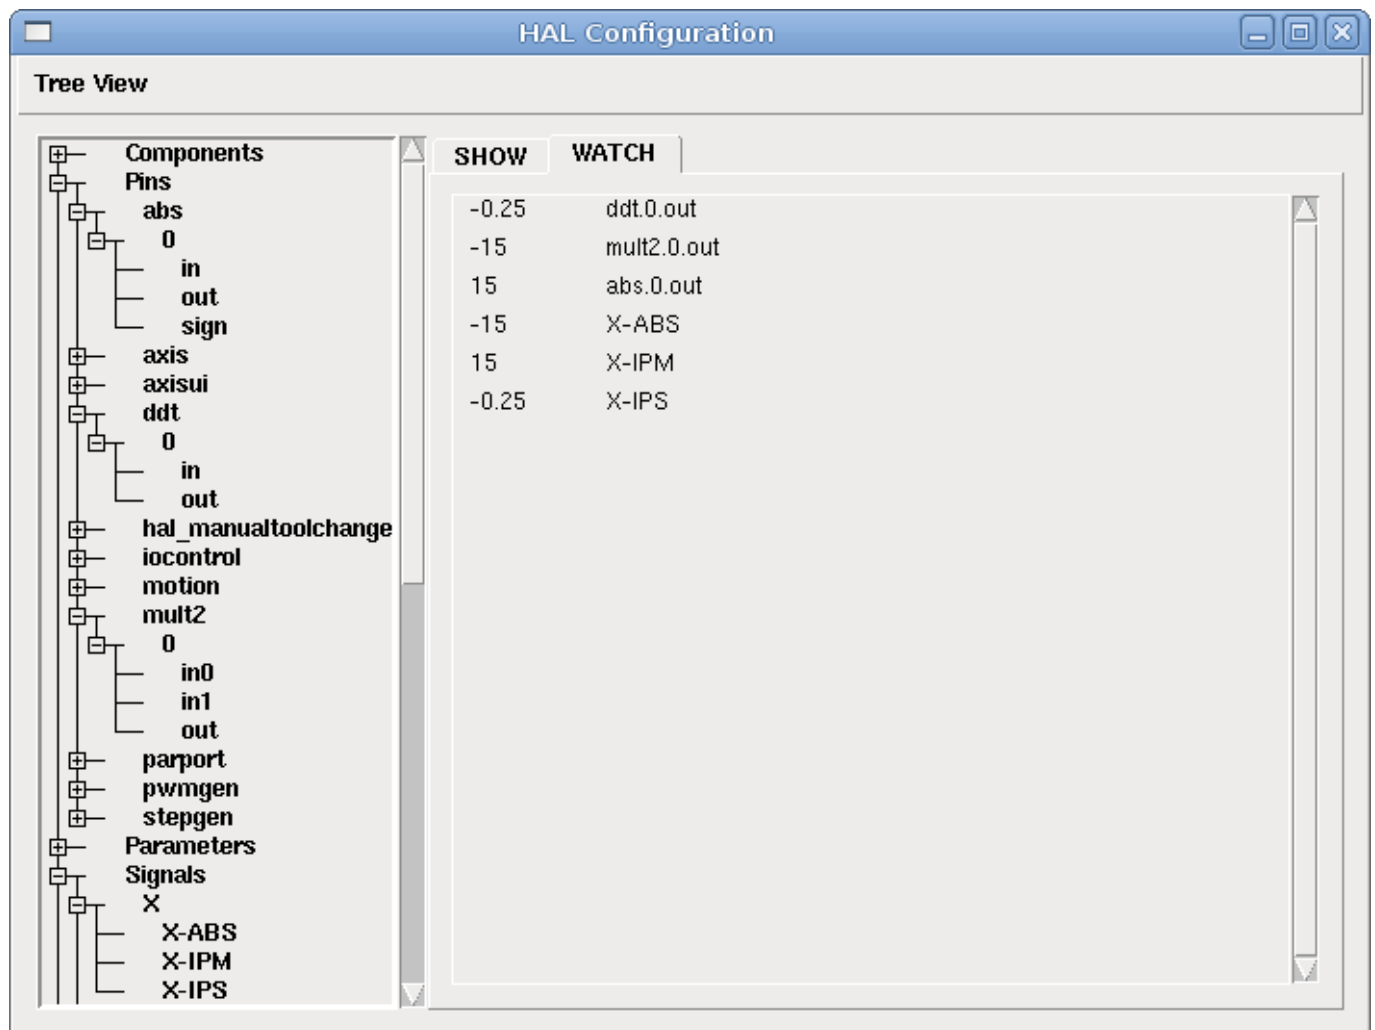 HAL Configuration
Tree View
Components
Pins
abs
0
in
out
sign
axis
axisui
ddt
0
in
out
hal_manualtoolchange
iocontrol
motion
mult2
0
in0
in1
out
parport
pwmgen
stepgen
Parameters
Signals
X
X-ABS
X-IPM
X-IPS
SHOW WATCH
-0.25 ddt.0.out
-15 mult2.0.out
15 abs.0.out
-15 X-ABS
15 X-IPM
-0.25 X-IPS